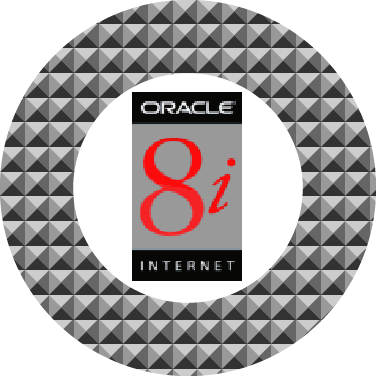 ORACLE
8i
INTERNET